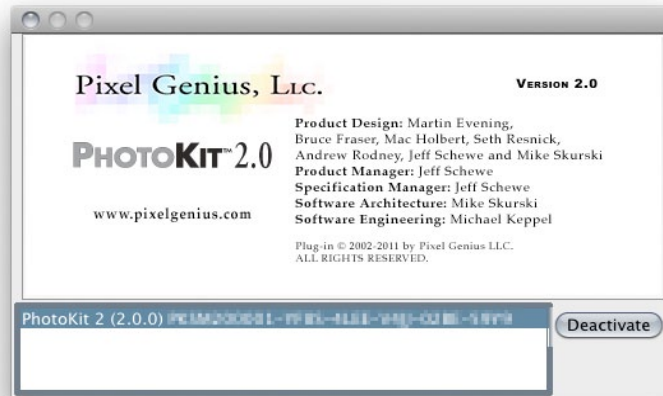 Pixel Genius, LLC.
VERSION 2.0
PHOTOKIT™ 2.0
www.pixelgenius.com
Product Design: Martin Evening,
Bruce Fraser, Mac Holbert, Seth Resnick,
Andrew Rodney, Jeff Schewe and Mike Skurski
Product Manager: Jeff Schewe
Specification Manager: Jeff Schewe
Software Architecture: Mike Skurski
Software Engineering: Michael Keppel
Plug-in © 2002-2011 by Pixel Genius LLC.
ALL RIGHTS RESERVED.
PhotoKit 2 (2.0.0)
Deactivate